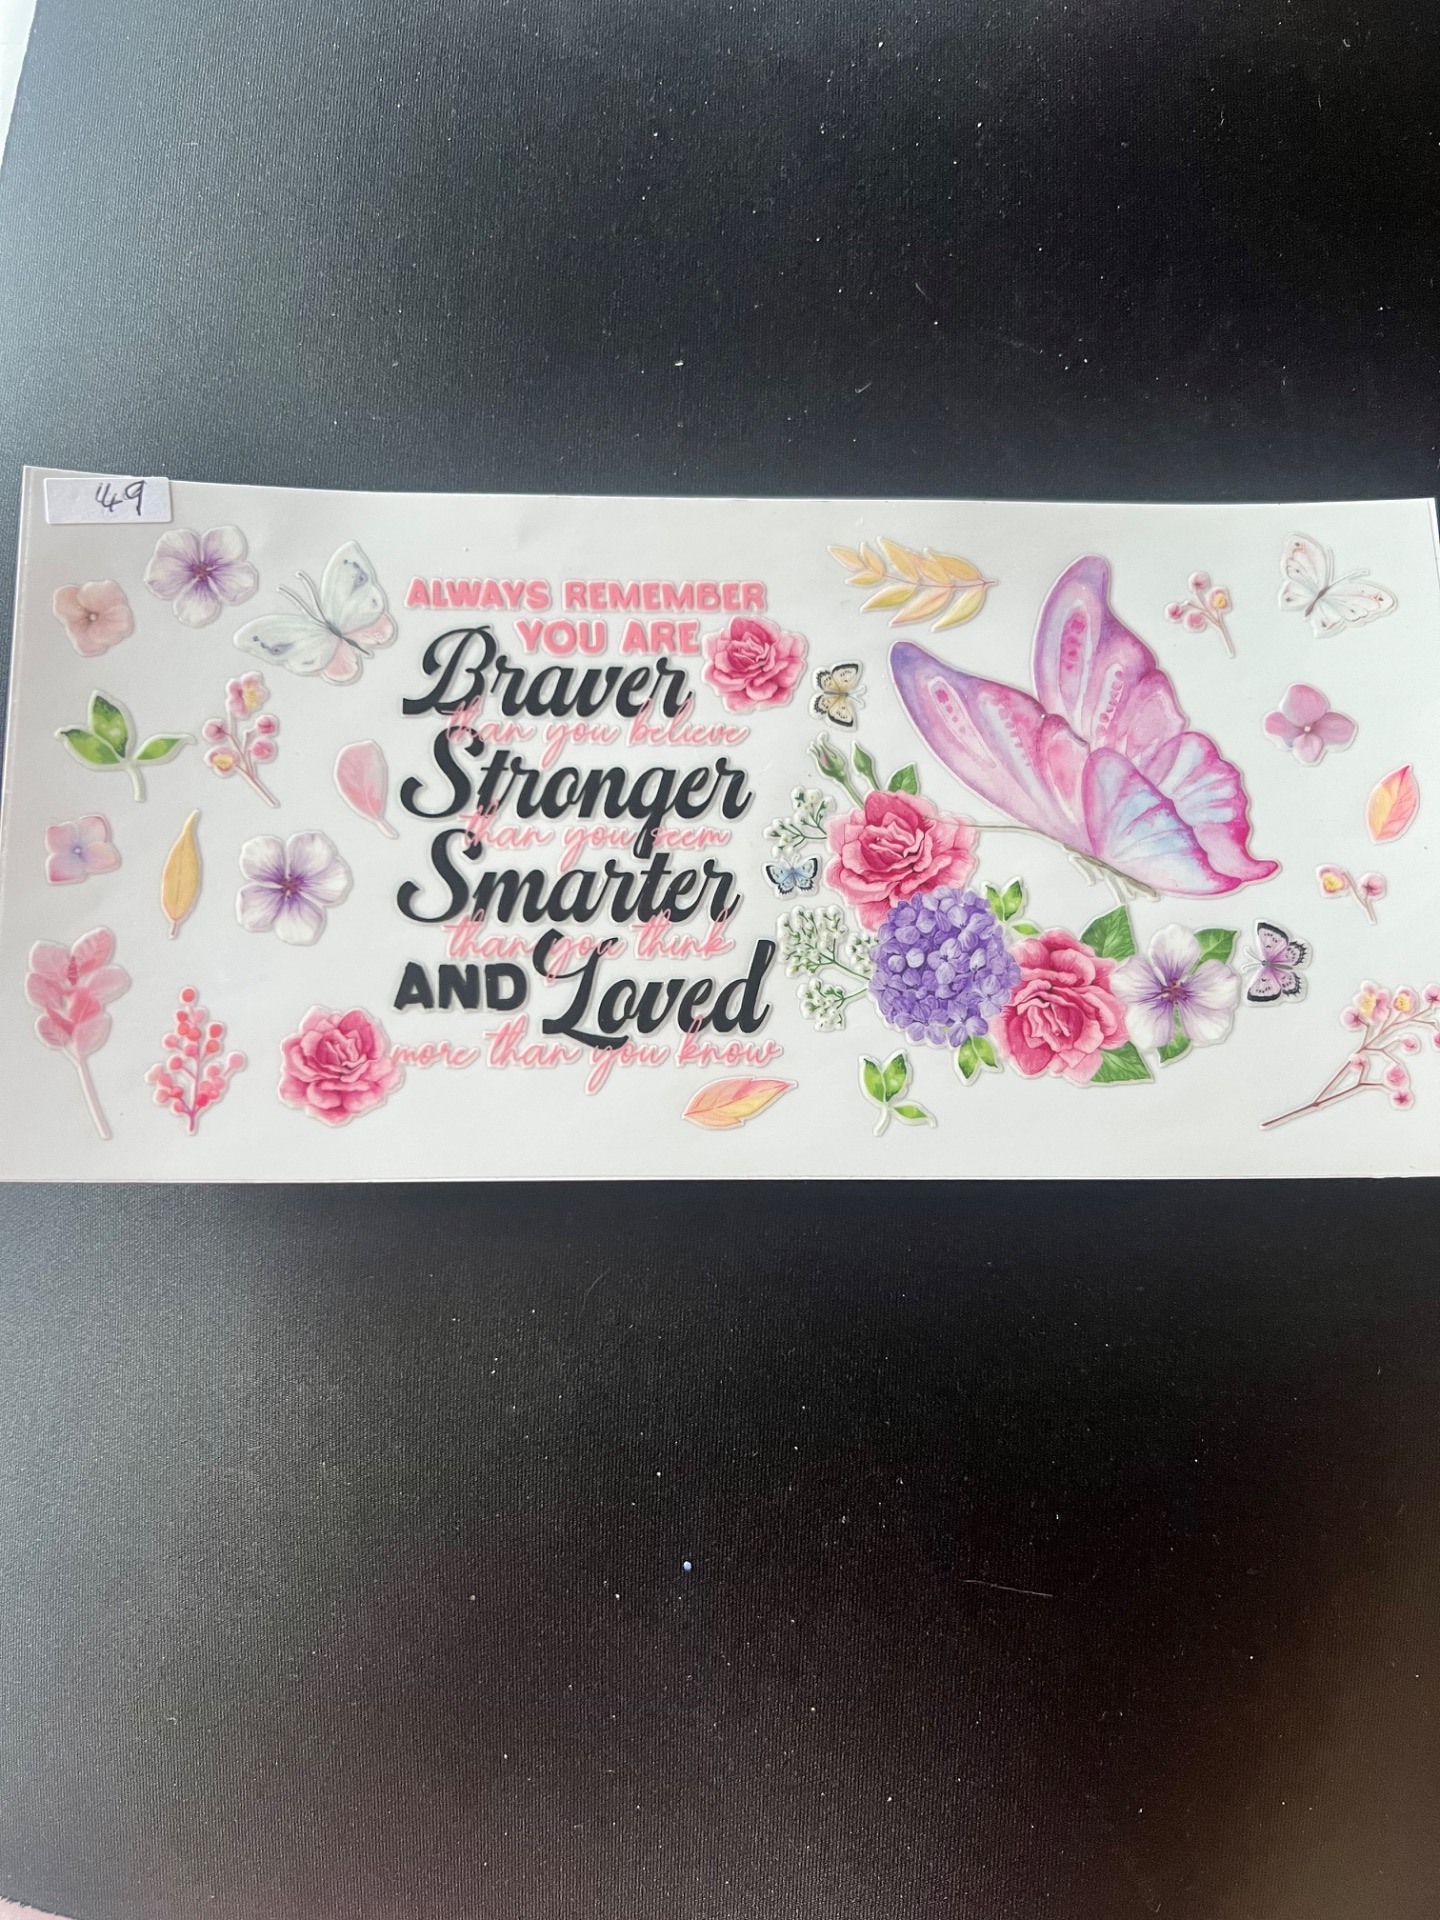 49
ALWAYS REMEMBER
YOU ARE
Braver
than you believe
Stronger
than you seem
Smarter
than you think
AND Loved
more than you know